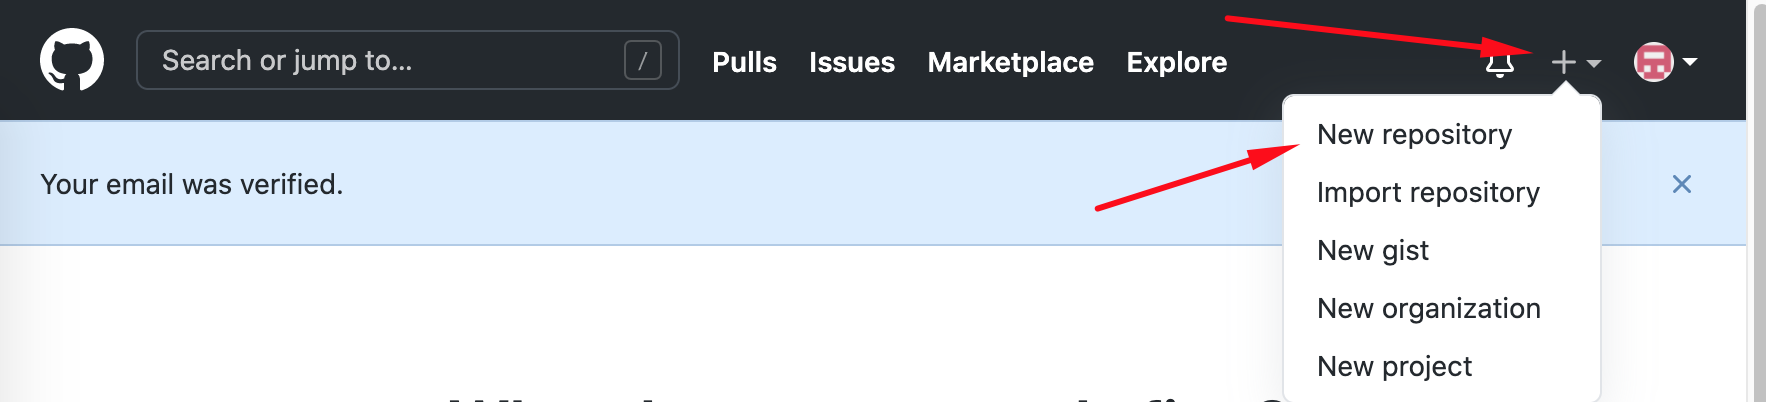 Search or jump to... / Pulls Issues Marketplace Explore
New repository
Your email was verified.
Import repository
New gist
New organization
New project